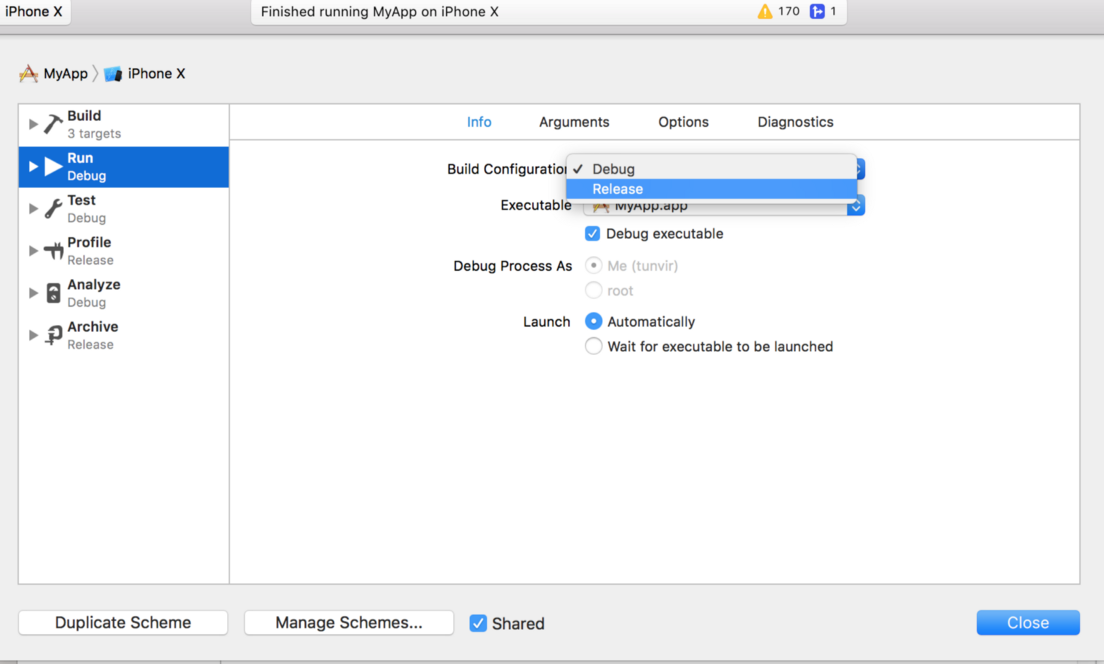 iPhone X
Finished running MyApp on iPhone X
170
1
MyApp
iPhone X
Build
3 targets
Run
Debug
Test
Debug
Profile
Release
Analyze
Debug
Archive
Release
Info
Arguments
Options
Diagnostics
Build Configuration
Debug
Release
Executable
MyApp.app
Debug executable
Debug Process As
Me (tunvir)
root
Launch
Automatically
Wait for executable to be launched
Duplicate Scheme
Manage Schemes...
Shared
Close